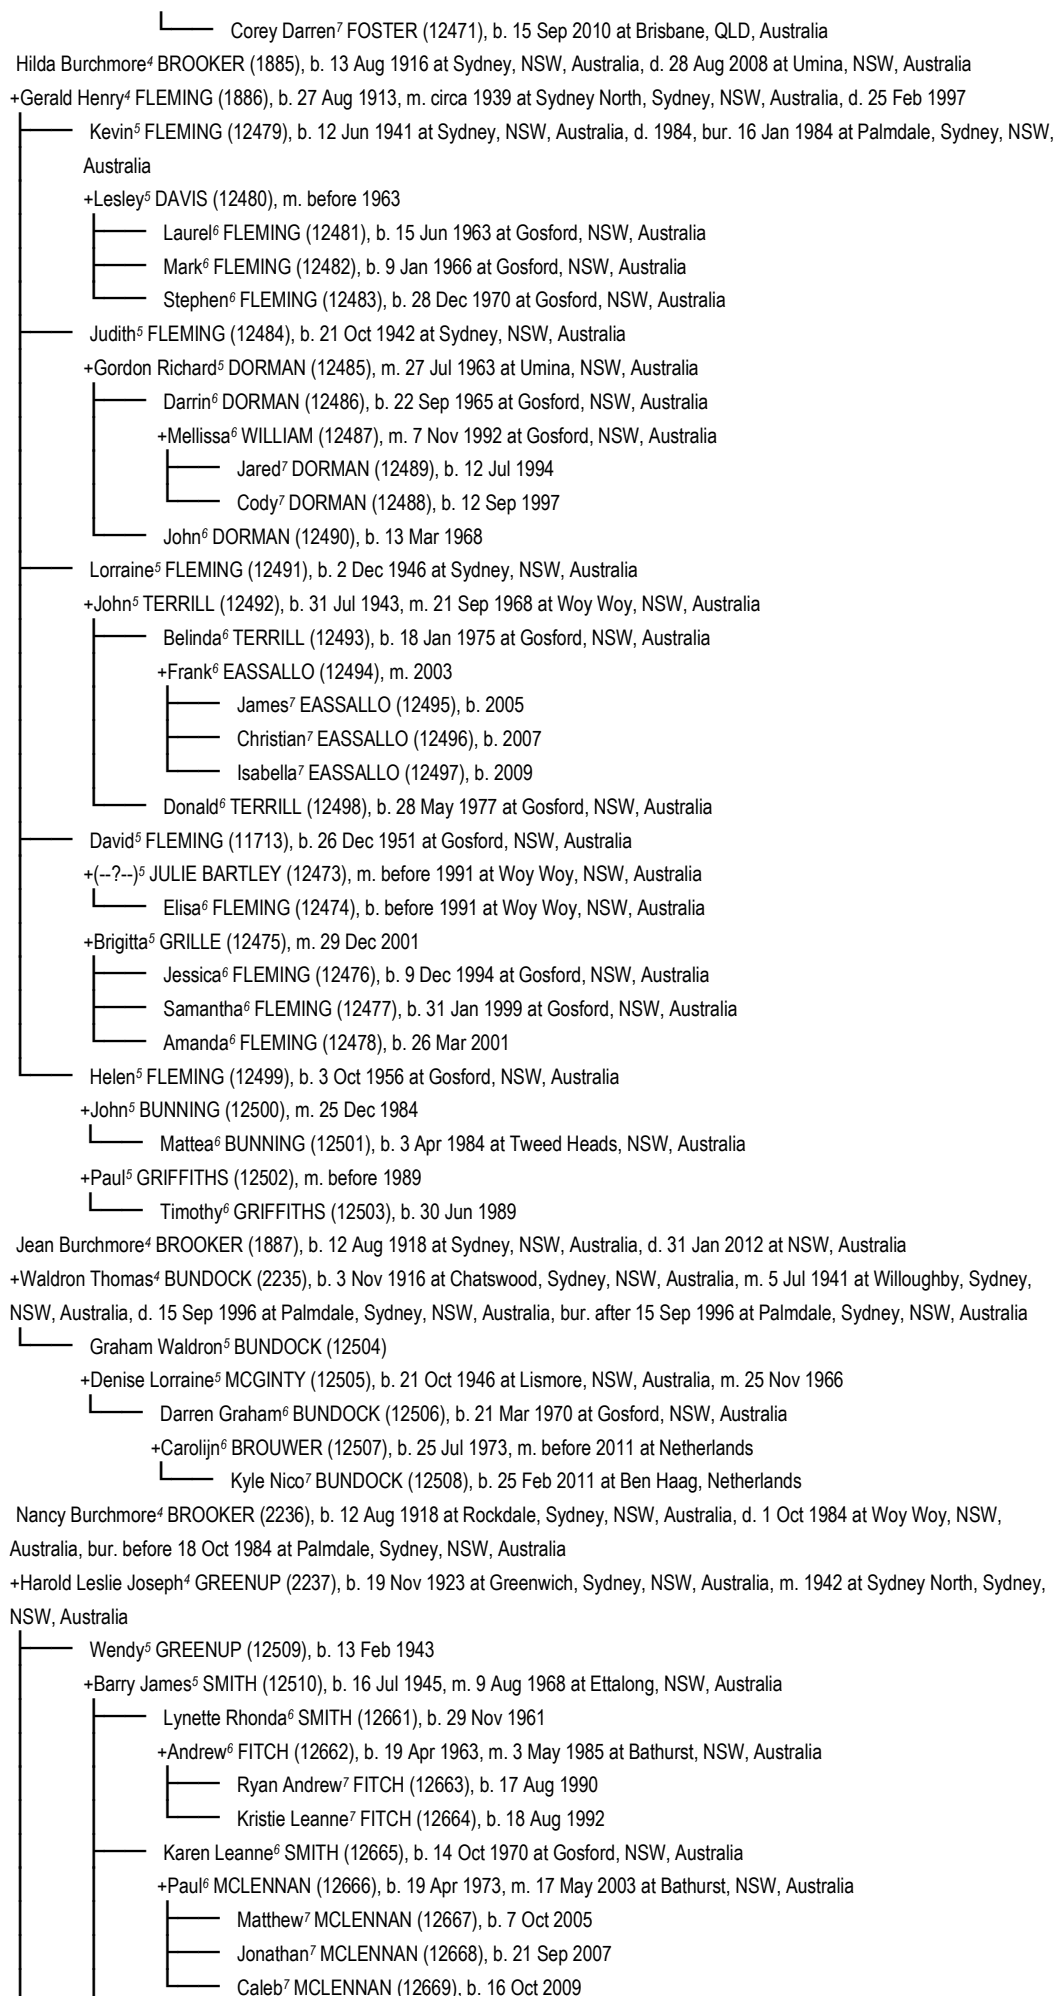 Corey Darren⁷ FOSTER (12471), b. 15 Sep 2010 at Brisbane, QLD, Australia
Hilda Burchmore⁴ BROOKER (1885), b. 13 Aug 1916 at Sydney, NSW, Australia, d. 28 Aug 2008 at Umina, NSW, Australia
+Gerald Henry⁴ FLEMING (1886), b. 27 Aug 1913, m. circa 1939 at Sydney North, Sydney, NSW, Australia, d. 25 Feb 1997
Kevin⁵ FLEMING (12479), b. 12 Jun 1941 at Sydney, NSW, Australia, d. 1984, bur. 16 Jan 1984 at Palmdale, Sydney, NSW,
Australia
+Lesley⁵ DAVIS (12480), m. before 1963
Laurel⁶ FLEMING (12481), b. 15 Jun 1963 at Gosford, NSW, Australia
Mark⁶ FLEMING (12482), b. 9 Jan 1966 at Gosford, NSW, Australia
Stephen⁶ FLEMING (12483), b. 28 Dec 1970 at Gosford, NSW, Australia
Judith⁵ FLEMING (12484), b. 21 Oct 1942 at Sydney, NSW, Australia
+Gordon Richard⁵ DORMAN (12485), m. 27 Jul 1963 at Umina, NSW, Australia
Darrin⁶ DORMAN (12486), b. 22 Sep 1965 at Gosford, NSW, Australia
+Mellissa⁶ WILLIAM (12487), m. 7 Nov 1992 at Gosford, NSW, Australia
Jared⁷ DORMAN (12489), b. 12 Jul 1994
Cody⁷ DORMAN (12488), b. 12 Sep 1997
John⁶ DORMAN (12490), b. 13 Mar 1968
Lorraine⁵ FLEMING (12491), b. 2 Dec 1946 at Sydney, NSW, Australia
+John⁵ TERRILL (12492), b. 31 Jul 1943, m. 21 Sep 1968 at Woy Woy, NSW, Australia
Belinda⁶ TERRILL (12493), b. 18 Jan 1975 at Gosford, NSW, Australia
+Frank⁶ EASSALLO (12494), m. 2003
James⁷ EASSALLO (12495), b. 2005
Christian⁷ EASSALLO (12496), b. 2007
Isabella⁷ EASSALLO (12497), b. 2009
Donald⁶ TERRILL (12498), b. 28 May 1977 at Gosford, NSW, Australia
David⁵ FLEMING (11713), b. 26 Dec 1951 at Gosford, NSW, Australia
+(--?--)⁵ JULIE BARTLEY (12473), m. before 1991 at Woy Woy, NSW, Australia
Elisa⁶ FLEMING (12474), b. before 1991 at Woy Woy, NSW, Australia
+Brigitta⁵ GRILLE (12475), m. 29 Dec 2001
Jessica⁶ FLEMING (12476), b. 9 Dec 1994 at Gosford, NSW, Australia
Samantha⁶ FLEMING (12477), b. 31 Jan 1999 at Gosford, NSW, Australia
Amanda⁶ FLEMING (12478), b. 26 Mar 2001
Helen⁵ FLEMING (12499), b. 3 Oct 1956 at Gosford, NSW, Australia
+John⁵ BUNNING (12500), m. 25 Dec 1984
Mattea⁶ BUNNING (12501), b. 3 Apr 1984 at Tweed Heads, NSW, Australia
+Paul⁵ GRIFFITHS (12502), m. before 1989
Timothy⁶ GRIFFITHS (12503), b. 30 Jun 1989
Jean Burchmore⁴ BROOKER (1887), b. 12 Aug 1918 at Sydney, NSW, Australia, d. 31 Jan 2012 at NSW, Australia
+Waldron Thomas⁴ BUNDOCK (2235), b. 3 Nov 1916 at Chatswood, Sydney, NSW, Australia, m. 5 Jul 1941 at Willoughby, Sydney,
NSW, Australia, d. 15 Sep 1996 at Palmdale, Sydney, NSW, Australia, bur. after 15 Sep 1996 at Palmdale, Sydney, NSW, Australia
Graham Waldron⁵ BUNDOCK (12504)
+Denise Lorraine⁵ MCGINTY (12505), b. 21 Oct 1946 at Lismore, NSW, Australia, m. 25 Nov 1966
Darren Graham⁶ BUNDOCK (12506), b. 21 Mar 1970 at Gosford, NSW, Australia
+Carolijn⁶ BROUWER (12507), b. 25 Jul 1973, m. before 2011 at Netherlands
Kyle Nico⁷ BUNDOCK (12508), b. 25 Feb 2011 at Ben Haag, Netherlands
Nancy Burchmore⁴ BROOKER (2236), b. 12 Aug 1918 at Rockdale, Sydney, NSW, Australia, d. 1 Oct 1984 at Woy Woy, NSW,
Australia, bur. before 18 Oct 1984 at Palmdale, Sydney, NSW, Australia
+Harold Leslie Joseph⁴ GREENUP (2237), b. 19 Nov 1923 at Greenwich, Sydney, NSW, Australia, m. 1942 at Sydney North, Sydney,
NSW, Australia
Wendy⁵ GREENUP (12509), b. 13 Feb 1943
+Barry James⁵ SMITH (12510), b. 16 Jul 1945, m. 9 Aug 1968 at Ettalong, NSW, Australia
Lynette Rhonda⁶ SMITH (12661), b. 29 Nov 1961
+Andrew⁶ FITCH (12662), b. 19 Apr 1963, m. 3 May 1985 at Bathurst, NSW, Australia
Ryan Andrew⁷ FITCH (12663), b. 17 Aug 1990
Kristie Leanne⁷ FITCH (12664), b. 18 Aug 1992
Karen Leanne⁶ SMITH (12665), b. 14 Oct 1970 at Gosford, NSW, Australia
+Paul⁶ MCLENNAN (12666), b. 19 Apr 1973, m. 17 May 2003 at Bathurst, NSW, Australia
Matthew⁷ MCLENNAN (12667), b. 7 Oct 2005
Jonathan⁷ MCLENNAN (12668), b. 21 Sep 2007
Caleb⁷ MCLENNAN (12669), b. 16 Oct 2009